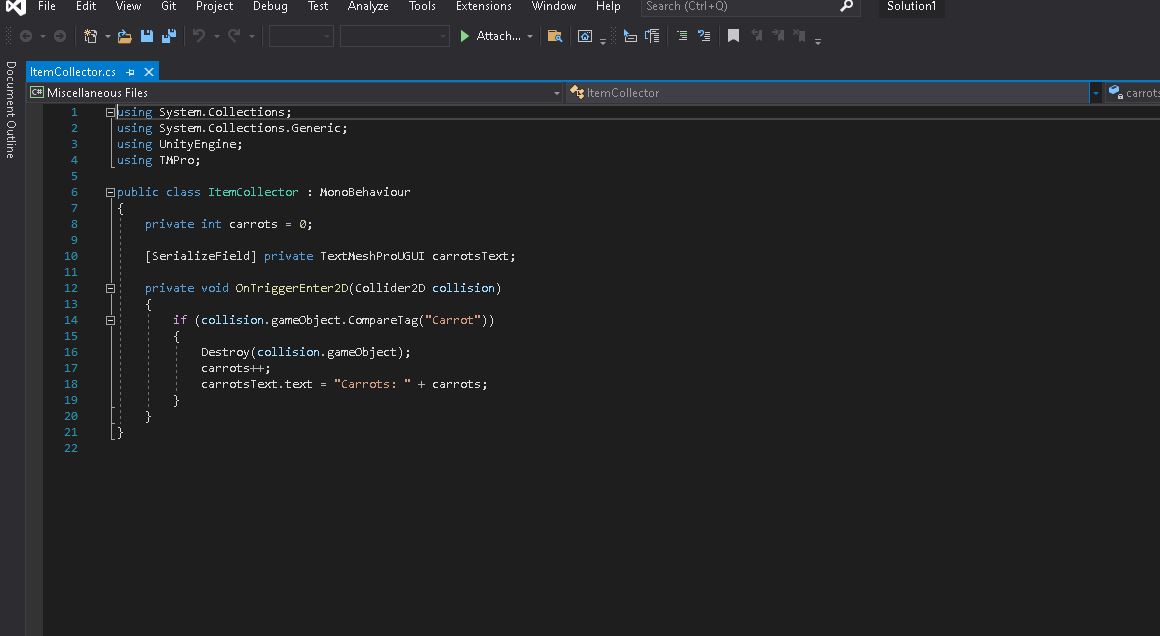 File Edit View Git Project Debug Test Analyze Tools Extensions Window Help Search (Ctrl+Q) Solution1
Attach...
Document Outline
ItemCollector.cs
C# Miscellaneous Files ItemCollector carrots
1 using System.Collections;
2 using System.Collections.Generic;
3 using UnityEngine;
4 using TMPro;
5
6 public class ItemCollector : MonoBehaviour
7 {
8 private int carrots = 0;
9
10 [SerializeField] private TextMeshProUGUI carrotsText;
11
12 private void OnTriggerEnter2D(Collider2D collision)
13 {
14 if (collision.gameObject.CompareTag("Carrot"))
15 {
16 Destroy(collision.gameObject);
17 carrots++;
18 carrotsText.text = "Carrots: " + carrots;
19 }
20 }
21 }
22